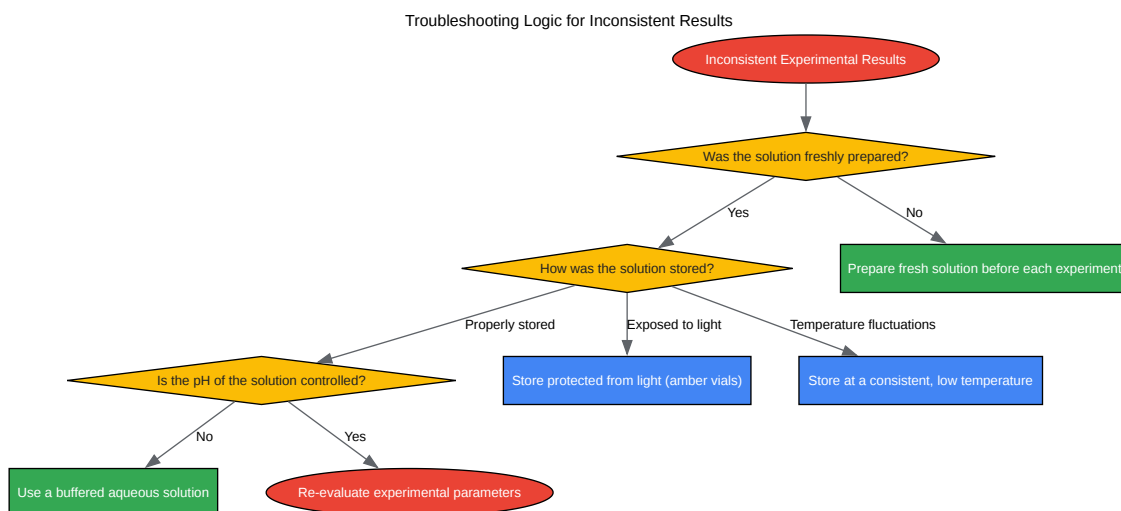 Troubleshooting Logic for Inconsistent Results
Inconsistent Experimental Results
Was the solution freshly prepared?
Yes
No
How was the solution stored?
Prepare fresh solution before each experiment
Properly stored
Exposed to light
Temperature fluctuations
Is the pH of the solution controlled?
Store protected from light (amber vials)
Store at a consistent, low temperature
No
Yes
Use a buffered aqueous solution
Re-evaluate experimental parameters